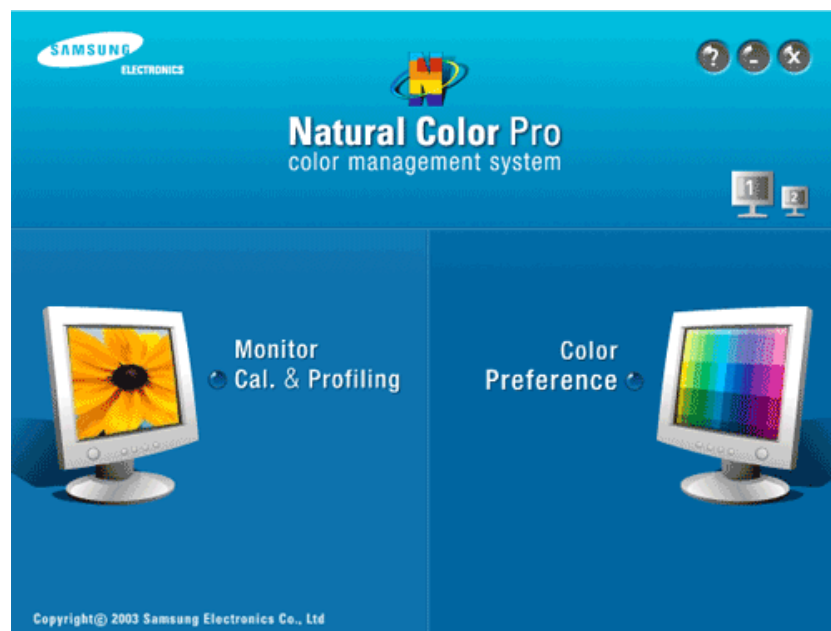 SAMSUNG
ELECTRONICS
? - x
N
Natural Color Pro
color management system
1 2
Monitor
Cal. & Profiling
Color
Preference
Copyright© 2003 Samsung Electronics Co., Ltd